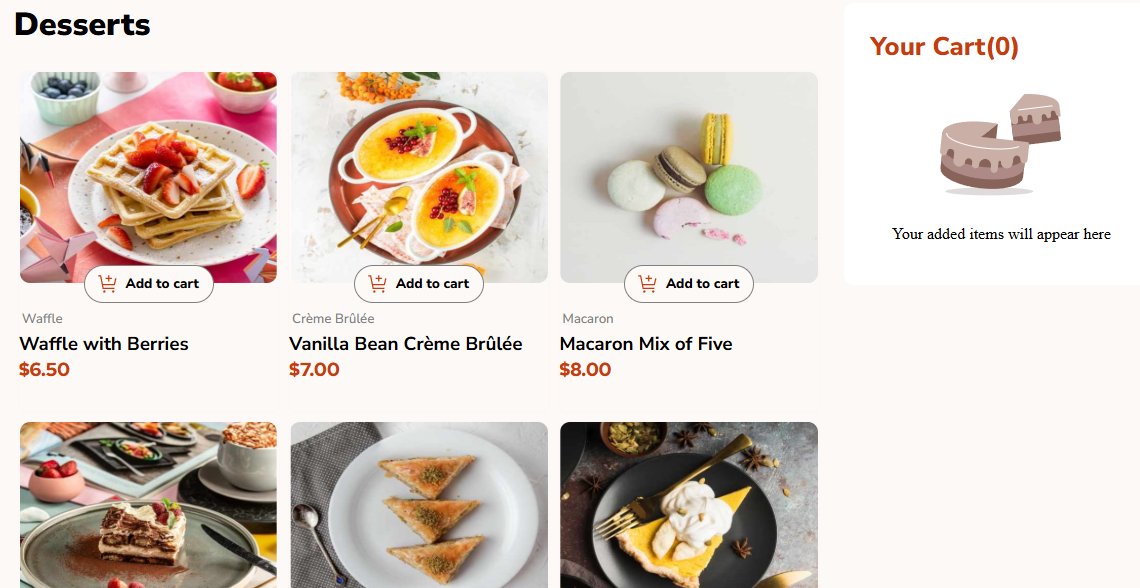 Desserts
Your Cart(0)
Your added items will appear here
Add to cart
Add to cart
Add to cart
Waffle
Crème Brûlée
Macaron
Waffle with Berries
Vanilla Bean Crème Brûlée
Macaron Mix of Five
$6.50
$7.00
$8.00